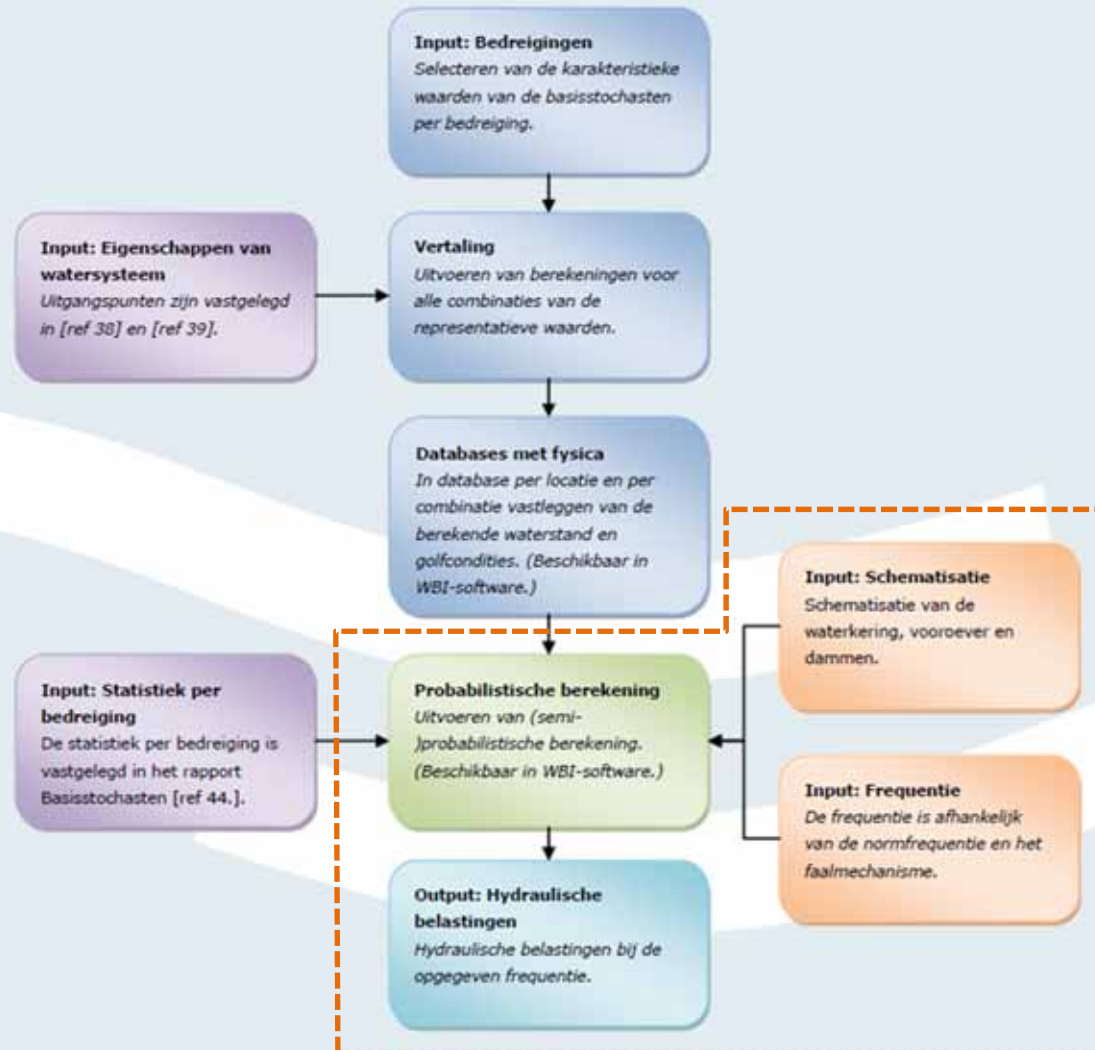 Input: Bedreigingen
Selecteren van de karakteristieke
waarden van de basisstochasten
per bedreiging.
Input: Eigenschappen van
watersysteem
Uitgangspunten zijn vastgelegd
in [ref 38] en [ref 39].
Vertaling
Uitvoeren van berekeningen voor
alle combinaties van de
representatieve waarden.
Databases met fysica
In database per locatie en per
combinatie vastleggen van de
berekende waterstand en
golfcondities. (Beschikbaar in
WBI-software.)
Input: Schematisatie
Schematisatie van de
waterkering, vooroever en
dammen.
Input: Statistiek per
bedreiging
De statistiek per bedreiging is
vastgelegd in het rapport
Basisstochasten [ref 44.].
Probabilistische berekening
Uitvoeren van (semi-
)probabilistische berekening.
(Beschikbaar in WBI-software.)
Input: Frequentie
De frequentie is afhankelijk
van de normfrequentie en het
faalmechanisme.
Output: Hydraulische
belastingen
Hydraulische belastingen bij de
opgegeven frequentie.